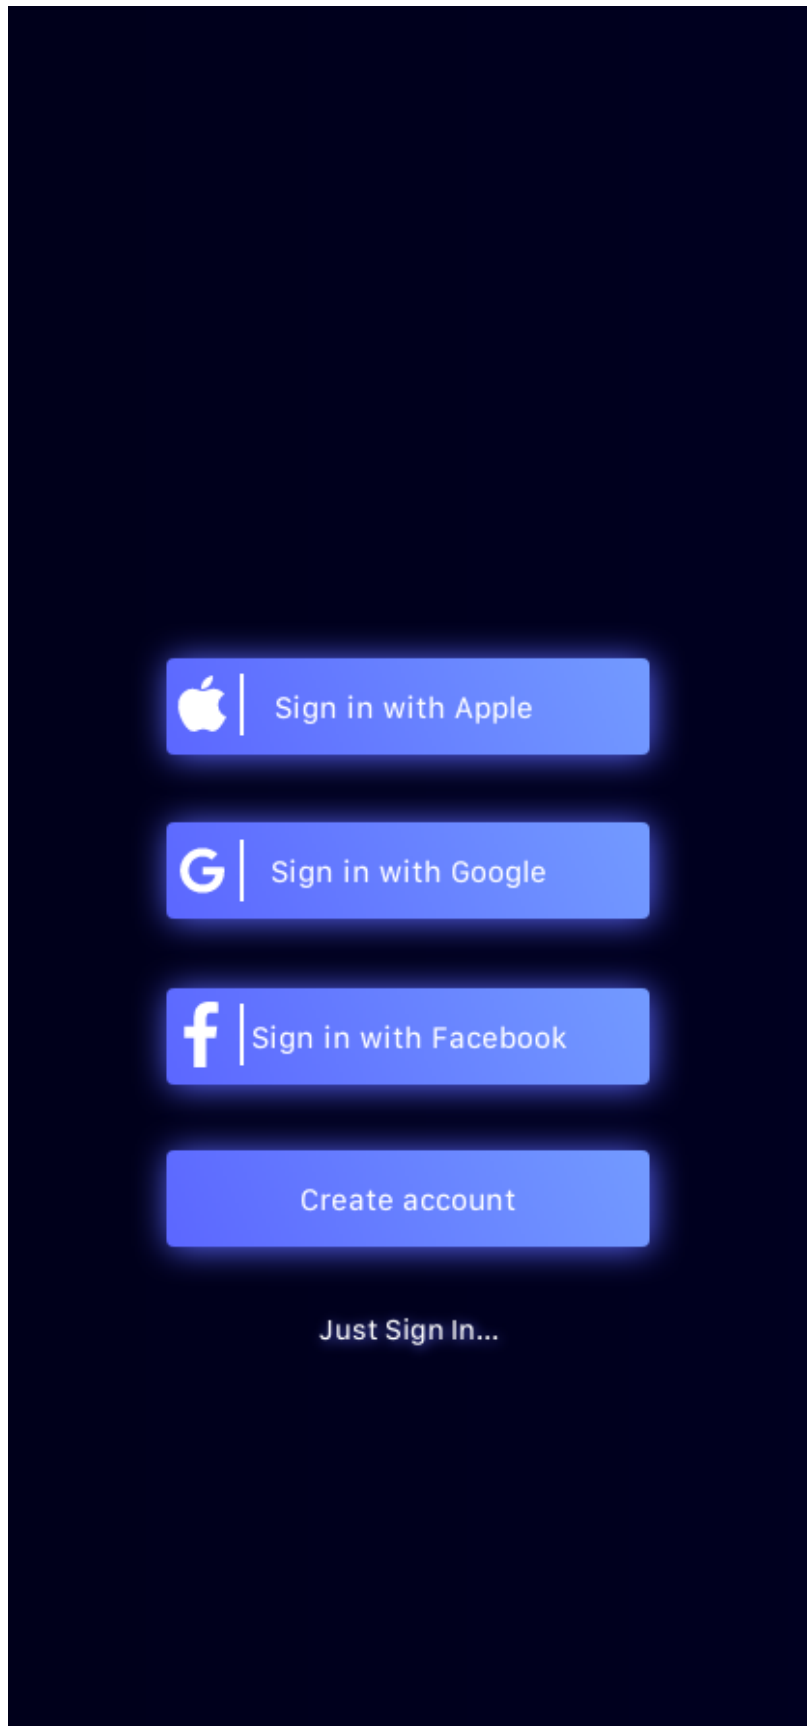 Sign in with Apple
Sign in with Google
Sign in with Facebook
Create account
Just Sign In...